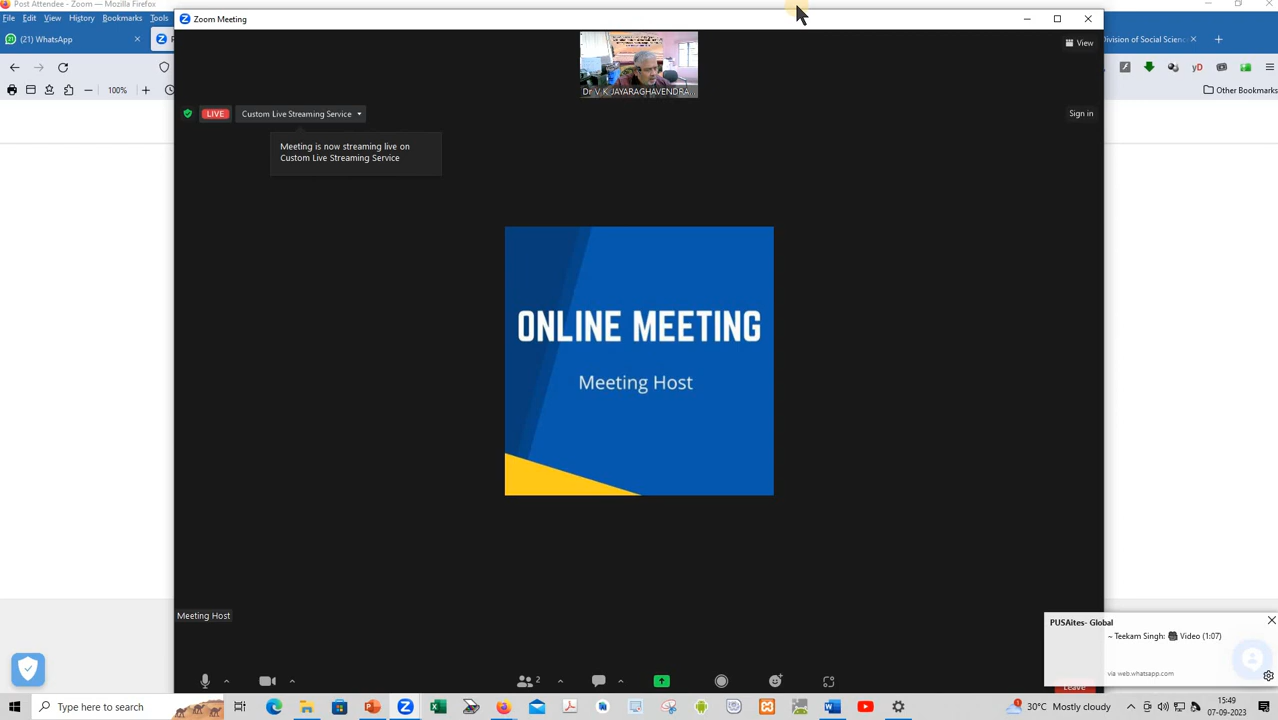 Post Attendee - Zoom — Mozilla Firefox
Zoom Meeting
File Edit View History Bookmarks Tools
(21) WhatsApp
Division of Social Scienc
View
100%
Other Bookmarks
Dr V K JAYARAGHAVENDRA...
LIVE
Custom Live Streaming Service
Sign in
Meeting is now streaming live on
Custom Live Streaming Service
ONLINE MEETING
Meeting Host
Meeting Host
PUSAites- Global
~ Teekam Singh: Video (1:07)
via web.whatsapp.com
2
Leave
Type here to search
30°C Mostly cloudy
15:49
07-09-2023